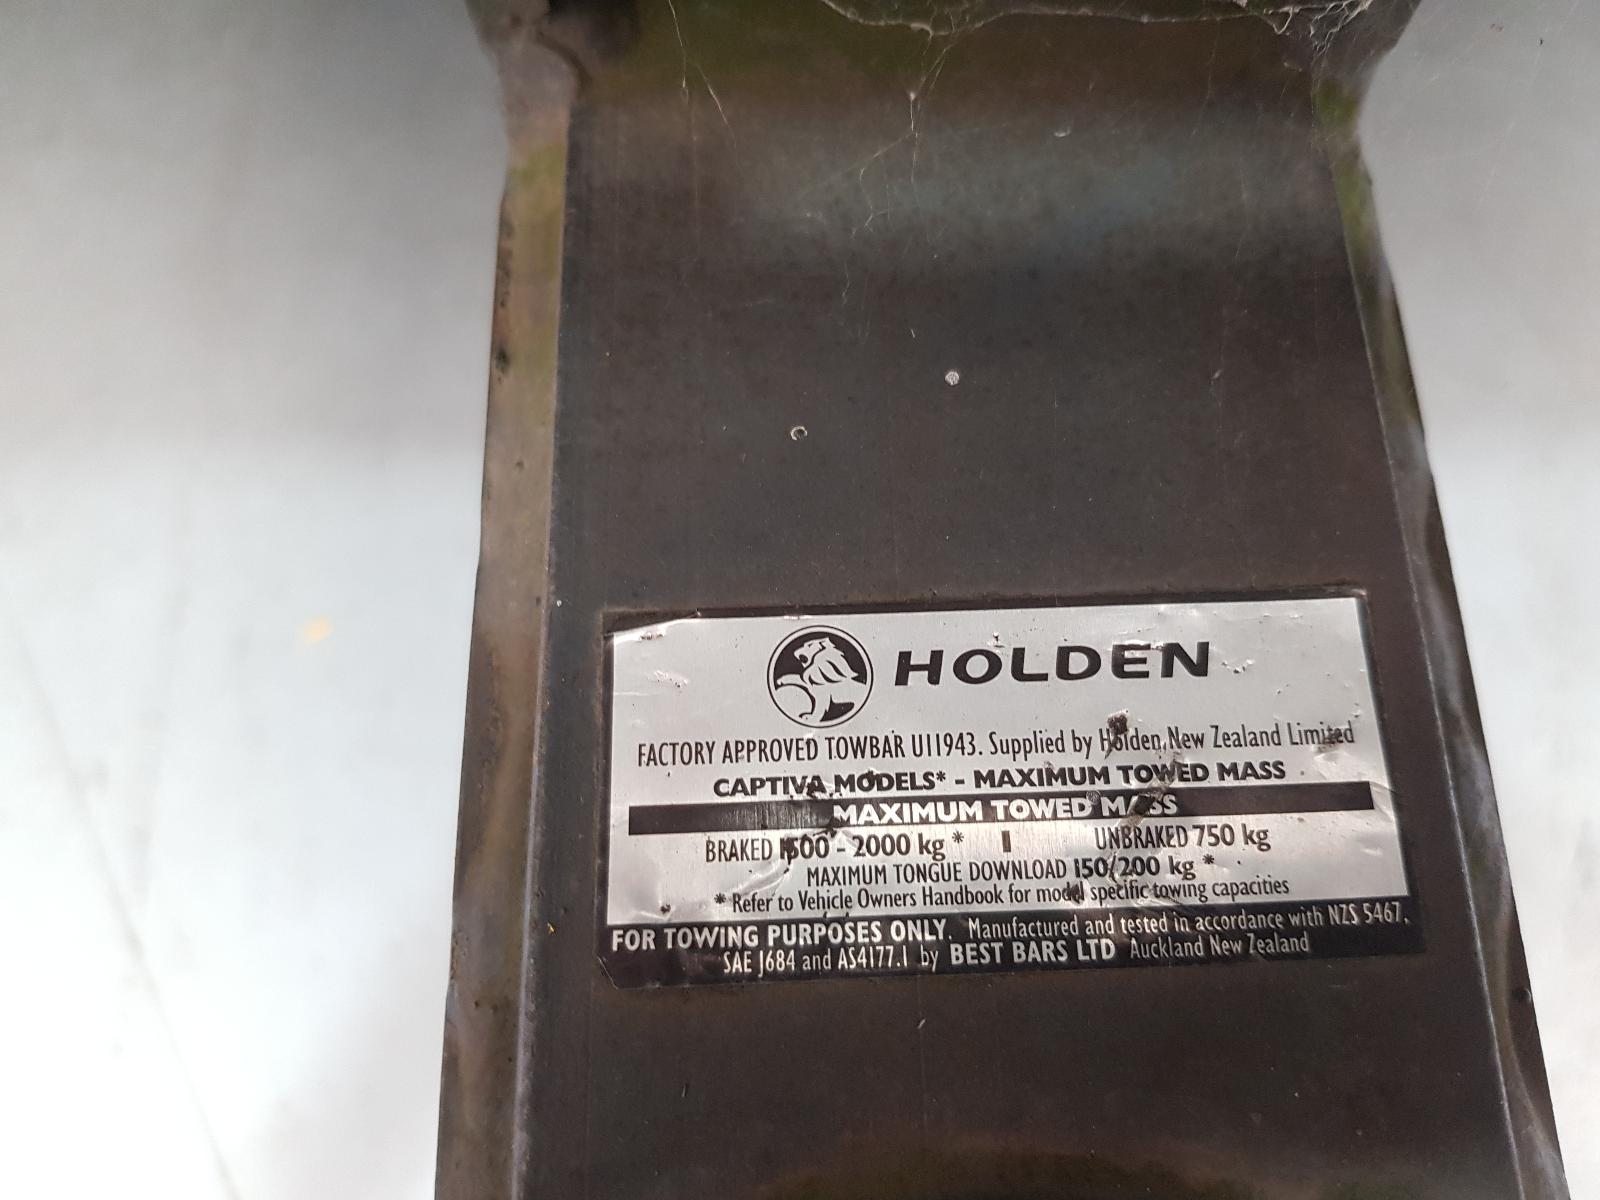 HOLDEN
FACTORY APPROVED TOWBAR U11943. Supplied by Holden New Zealand Limited
CAPTIVA MODELS* - MAXIMUM TOWED MASS
MAXIMUM TOWED MASS
BRAKED 1500 - 2000 kg * | UNBRAKED 750 kg
MAXIMUM TONGUE DOWNLOAD 150/200 kg *
* Refer to Vehicle Owners Handbook for model specific towing capacities
FOR TOWING PURPOSES ONLY. Manufactured and tested in accordance with NZS 5467,
SAE J684 and AS4177.1 by BEST BARS LTD Auckland New Zealand